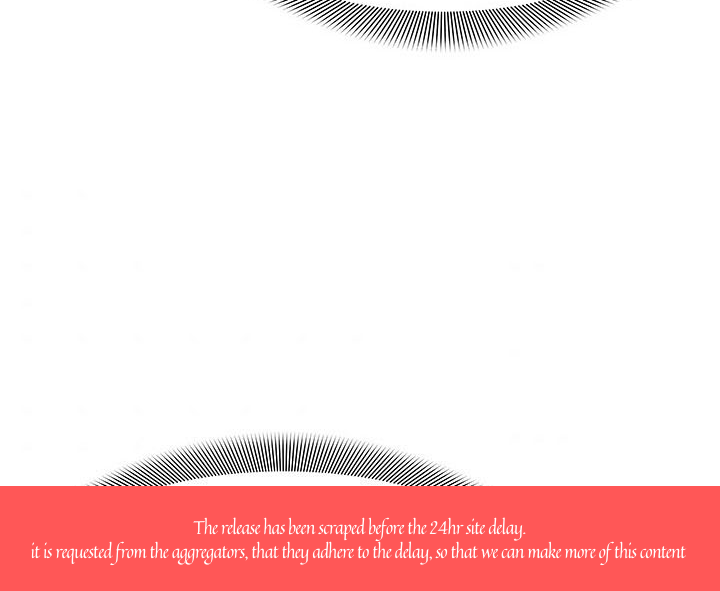 The release has been scraped before the 24hr site delay.
it is requested from the aggregators, that they adhere to the delay, so that we can make more of this content